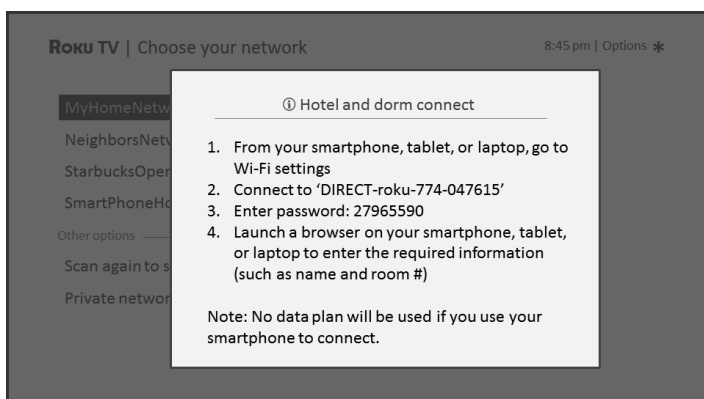 ROKU TV | Choose your network
8:45 pm | Options ✱
ⓘ Hotel and dorm connect
MyHomeNetw
NeighborsNetv
StarbucksOper
SmartPhoneHo
Other options
Scan again to s
Private networ
1. From your smartphone, tablet, or laptop, go to
Wi-Fi settings
2. Connect to ‘DIRECT-roku-774-047615’
3. Enter password: 27965590
4. Launch a browser on your smartphone, tablet,
or laptop to enter the required information
(such as name and room #)
Note: No data plan will be used if you use your
smartphone to connect.